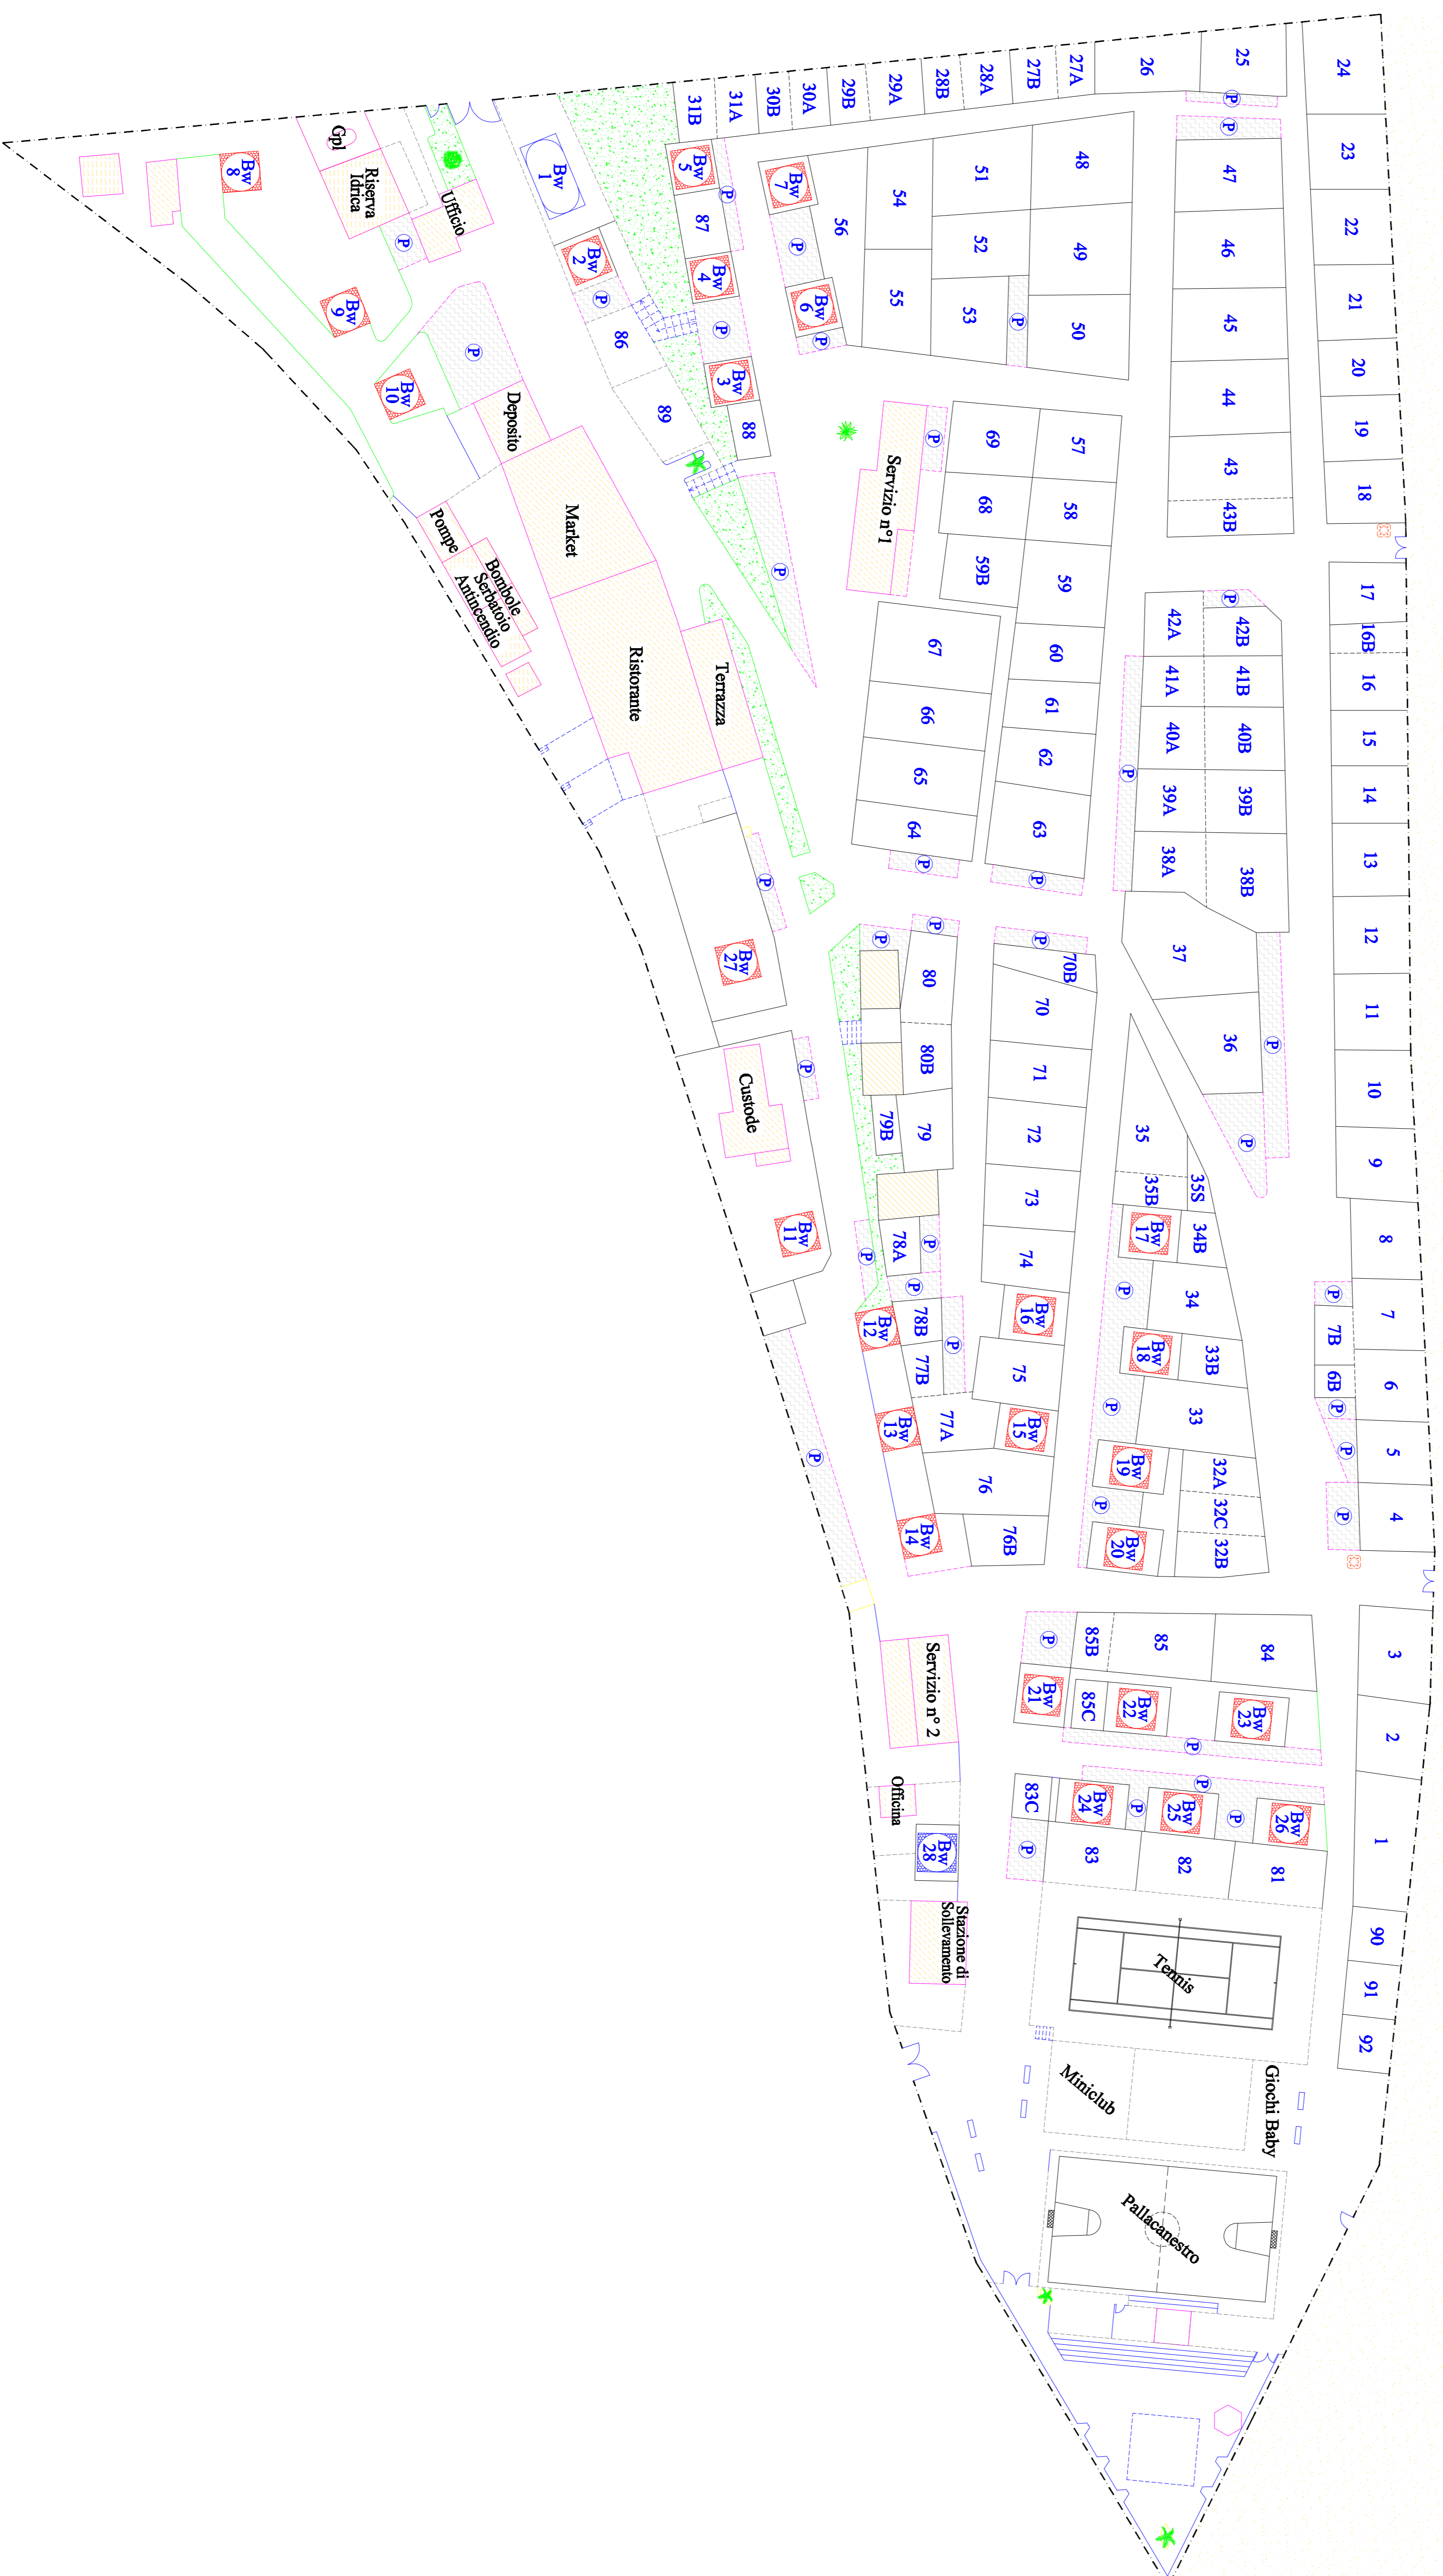 24
23
22
21
20
19
18
17
16B
16
15
14
13
12
11
10
9
8
7
6
5
4
3
2
1
90
91
92
P
7B
6B
P
P
P
25
P
26
P
47
46
45
44
43
43B
P
42B
41B
40B
39B
38B
42A
41A
40A
39A
38A
P
37
36
P
P
35
35B
35S
34B
Bw
17
34
P
33B
Bw
18
33
P
32A
32C
32B
Bw
19
P
Bw
20
84
85
85B
P
Bw
21
85C
Bw
22
Bw
23
P
P
83C
Bw
24
P
Bw
25
P
Bw
26
P
83
82
81
Tennis
Giochi Baby
Miniclub
Pallacanestro
27A
27B
28A
28B
29A
29B
30A
30B
31A
31B
48
49
50
51
52
53
P
54
55
56
Bw
7
P
Bw
6
P
57
58
59
60
61
62
63
P
69
68
59B
P
67
66
65
64
P
Servizio n°1
P
70B
70
71
72
73
74
Bw
16
75
Bw
15
76
76B
P
80
80B
79
79B
P
78A
P
P
P
78B
77B
P
77A
Bw
12
Bw
13
Bw
14
Bw
5
P
87
Bw
4
P
Bw
3
88
P
Bw
1
Bw
2
P
86
89
Terrazza
Ristorante
Market
Deposito
P
Bw
27
P
P
Custode
Bw
11
P
Servizio n° 2
Officina
Bw
28
Stazione di
Sollevamento
Ufficio
P
Riserva
Idrica
Gpl
Bw
8
Bw
9
Bw
10
Pompe
Bombole
Serbatoio
Antincendio